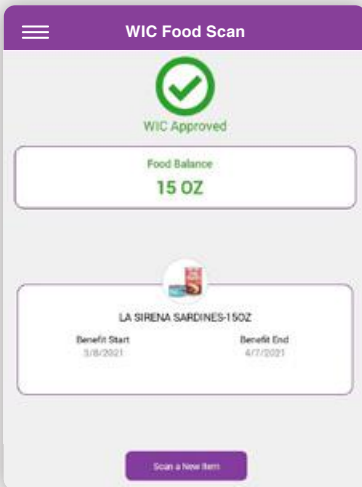 WIC Food Scan
WIC Approved
Food Balance
15 OZ
LA SIRENA SARDINES-15OZ
Benefit Start Benefit End
3/8/2021 4/7/2021
Scan a New Item